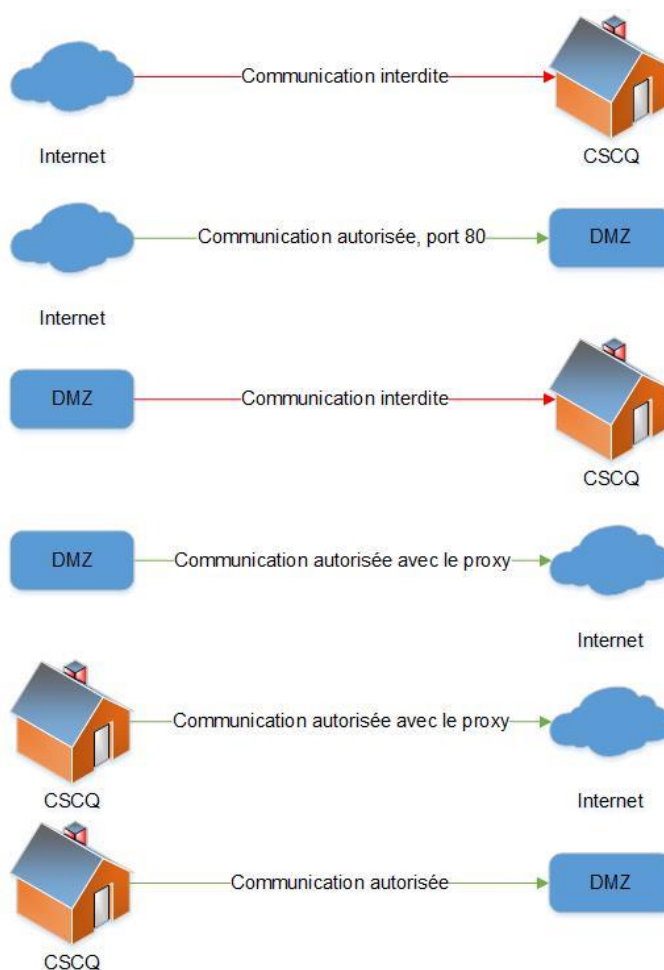 Communication interdite
Internet
CSCQ
Communication autorisée, port 80
DMZ
Internet
DMZ
Communication interdite
CSCQ
DMZ
Communication autorisée avec le proxy
Internet
Communication autorisée avec le proxy
CSCQ
Internet
Communication autorisée
DMZ
CSCQ